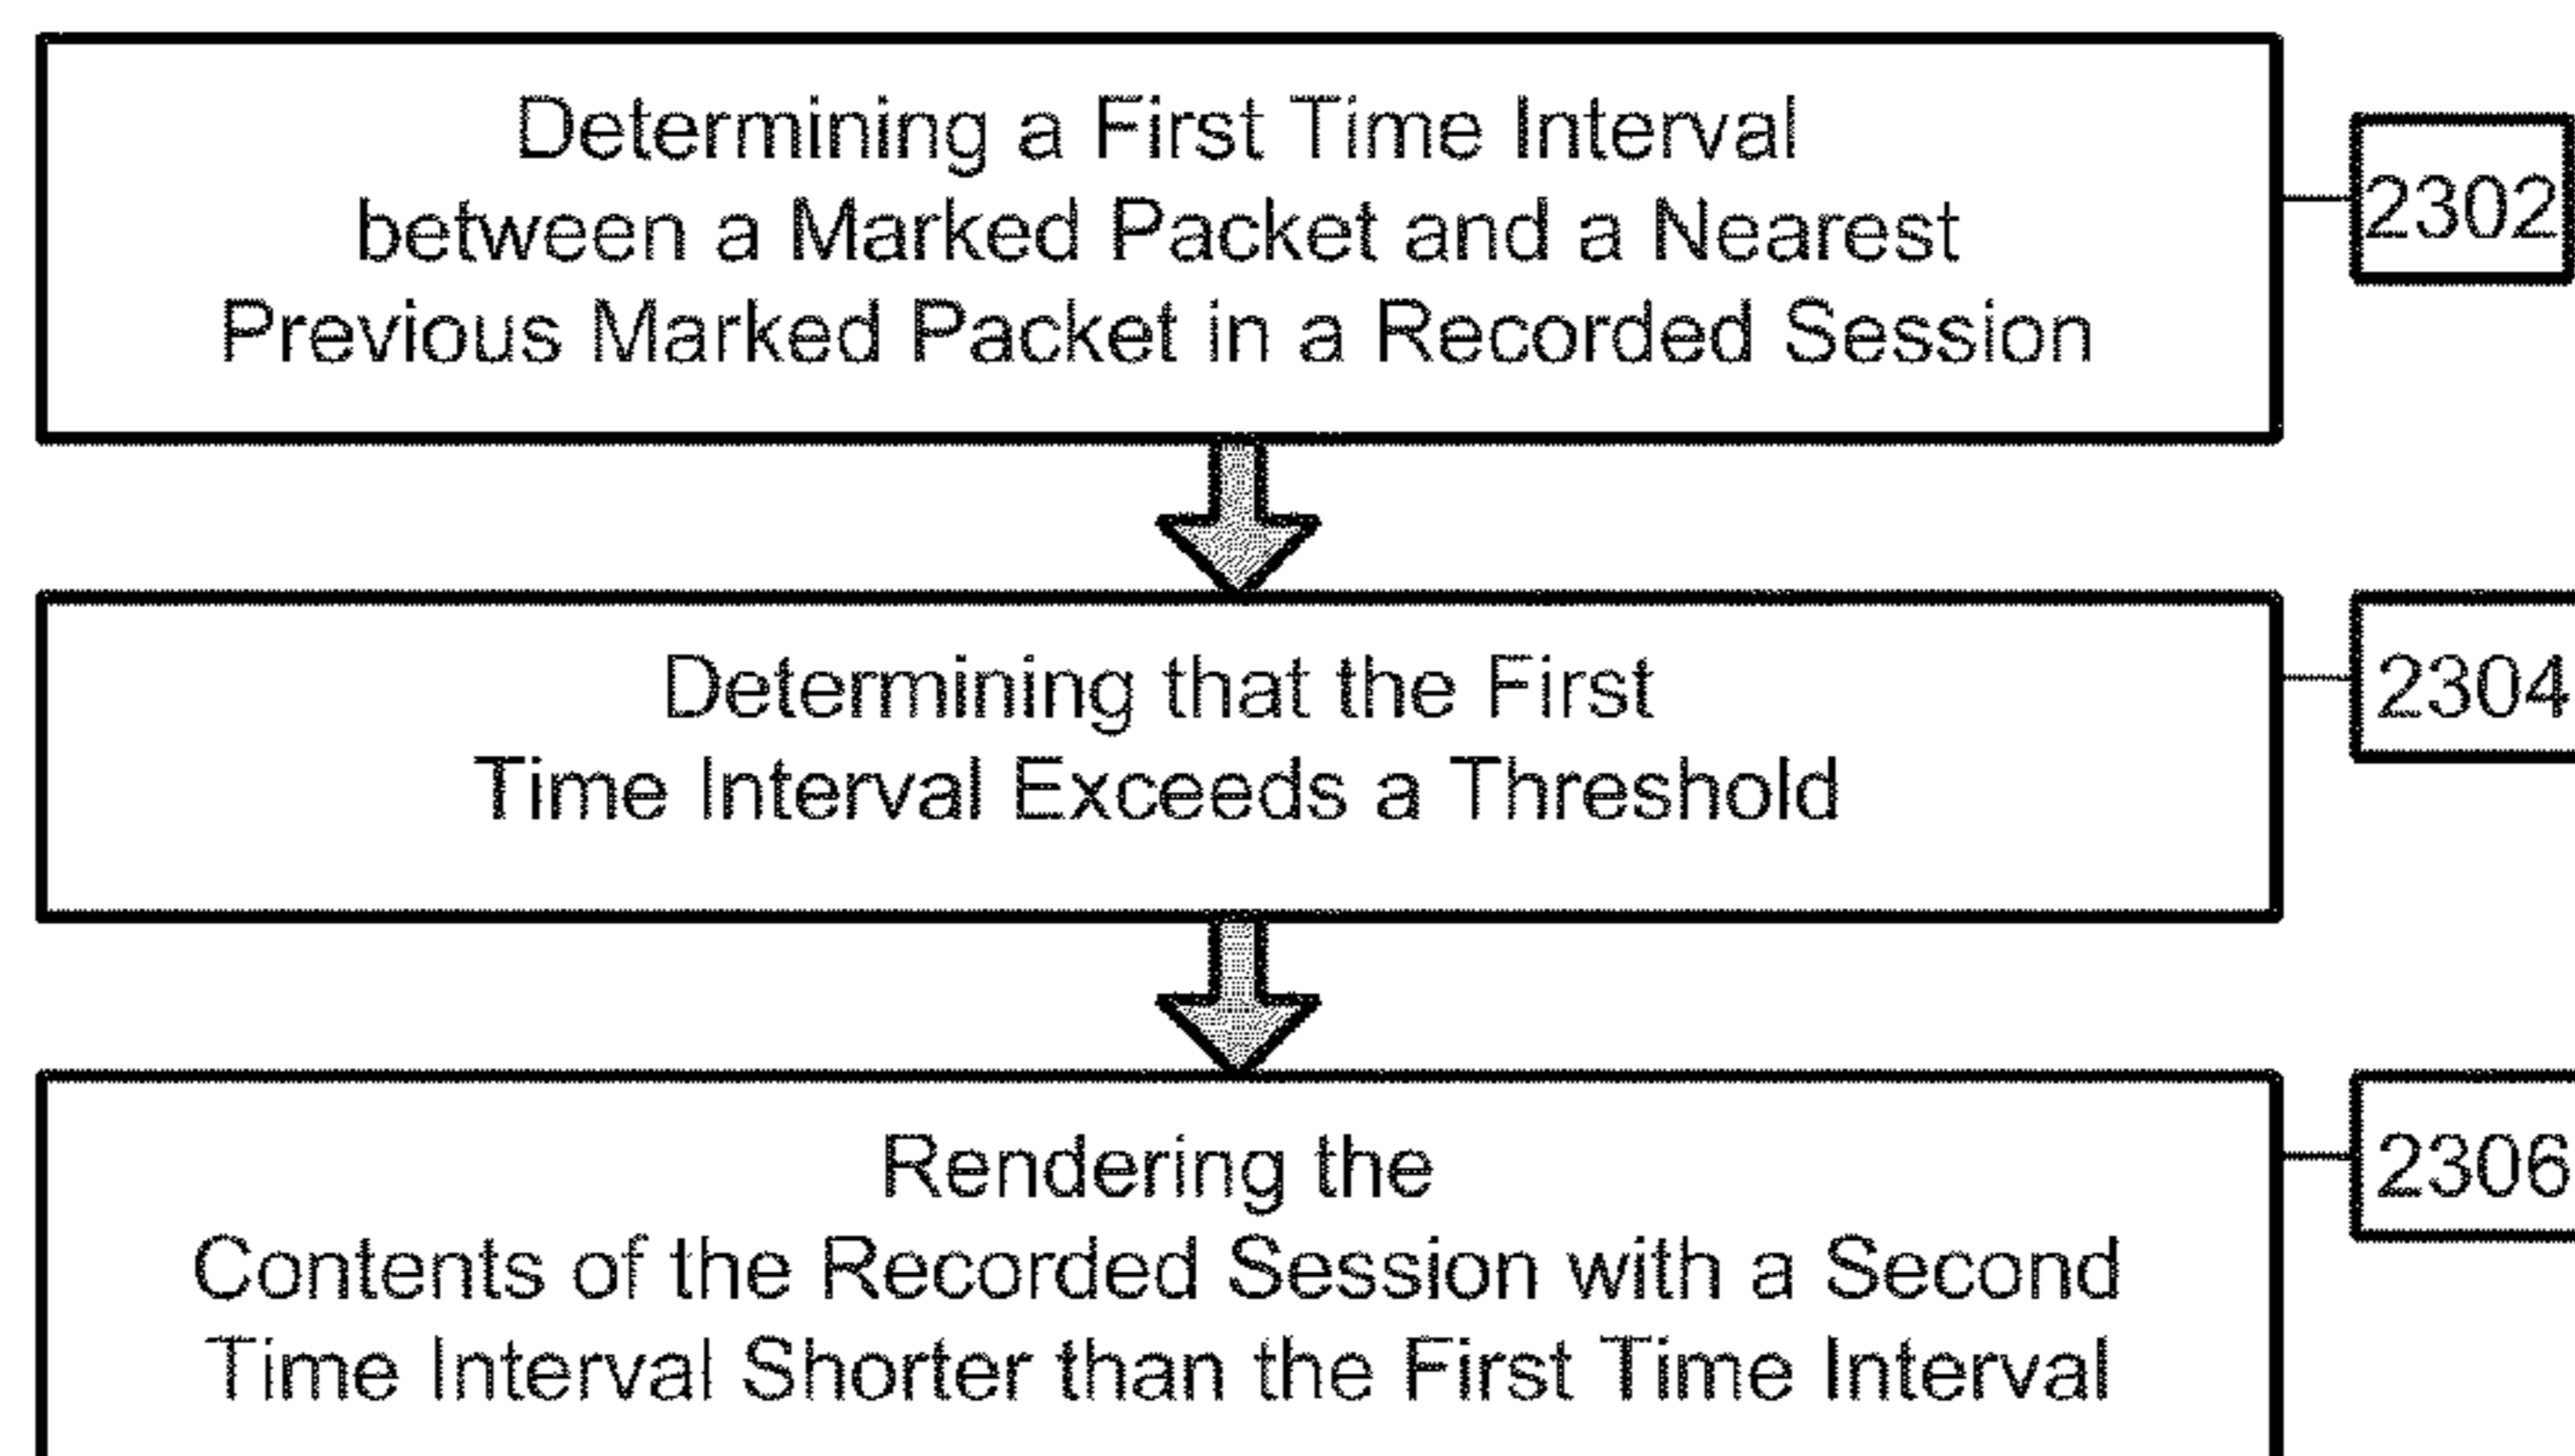 Determining a First Time Interval
between a Marked Packet and a Nearest
Previous Marked Packet in a Recorded Session
2302
Determining that the First
Time Interval Exceeds a Threshold
2304
Rendering the
Contents of the Recorded Session with a Second
Time Interval Shorter than the First Time Interval
2306